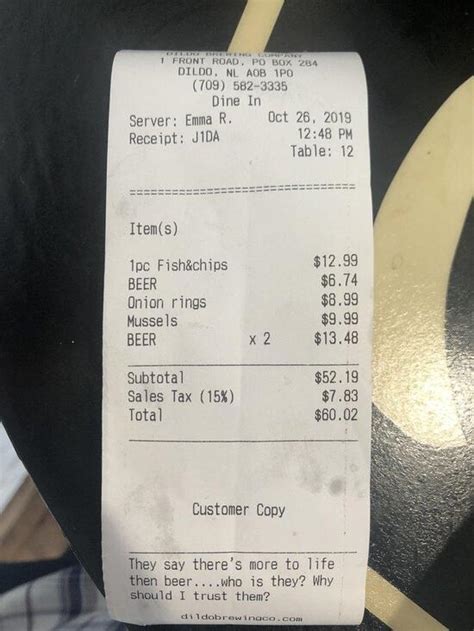 DILDO BREWING COMPANY
1 FRONT ROAD, PO BOX 284
DILDO, NL A0B 1P0
(709) 582-3335
Dine In
Server: Emma R. Oct 26, 2019
Receipt: J1DA 12:48 PM
Table: 12
Item(s)
1pc Fish&chips $12.99
BEER $6.74
Onion rings $8.99
Mussels $9.99
BEER x 2 $13.48
Subtotal $52.19
Sales Tax (15%) $7.83
Total $60.02
Customer Copy
They say there's more to life
then beer....who is they? Why
should I trust them?
dildobrewingco.com